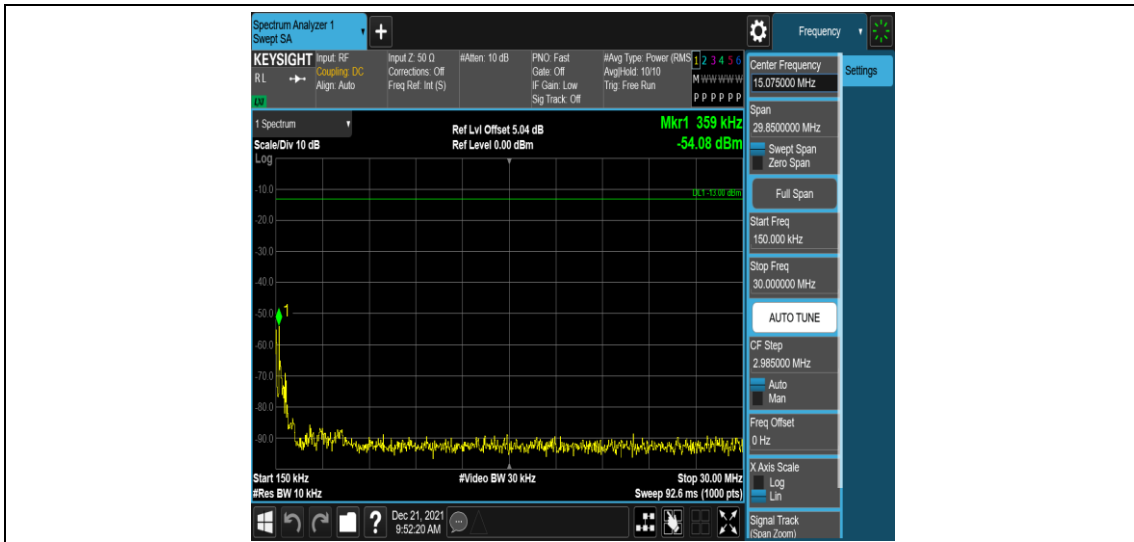 Spectrum Analyzer 1
Swept SA
+
Frequency
KEYSIGHT
RL
LM
Input: RF
Coupling: DC
Align: Auto
Input Z: 50 Ω
Corrections: Off
Freq Ref: Int (S)
#Atten: 10 dB
PNO: Fast
Gate: Off
IF Gain: Low
Sig Track: Off
#Avg Type: Power (RMS
Avg|Hold: 10/10
Trig: Free Run
1 2 3 4 5 6
M W W W W W
P P P P P P
1 Spectrum
Scale/Div 10 dB
Log
Ref Lvl Offset 5.04 dB
Ref Level 0.00 dBm
Mkr1 359 kHz
-54.08 dBm
-10.0
DL1 -13.00 dBm
-20.0
-30.0
-40.0
-50.0
1
-60.0
-70.0
-80.0
-90.0
Start 150 kHz
#Video BW 30 kHz
Stop 30.00 MHz
#Res BW 10 kHz
Sweep 92.6 ms (1000 pts)
?
Dec 21, 2021
9:52:20 AM
Center Frequency
15.075000 MHz
Settings
Span
29.8500000 MHz
Swept Span
Zero Span
Full Span
Start Freq
150.000 kHz
Stop Freq
30.000000 MHz
AUTO TUNE
CF Step
2.985000 MHz
Auto
Man
Freq Offset
0 Hz
X Axis Scale
Log
Lin
Signal Track
(Span Zoom)